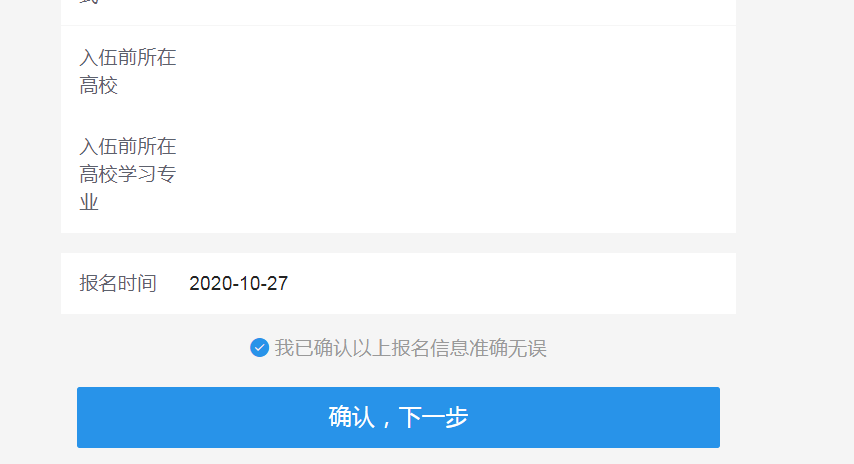 式
入伍前所在
高校
入伍前所在
高校学习专
业
报名时间 2020-10-27
我已确认以上报名信息准确无误
确认，下一步